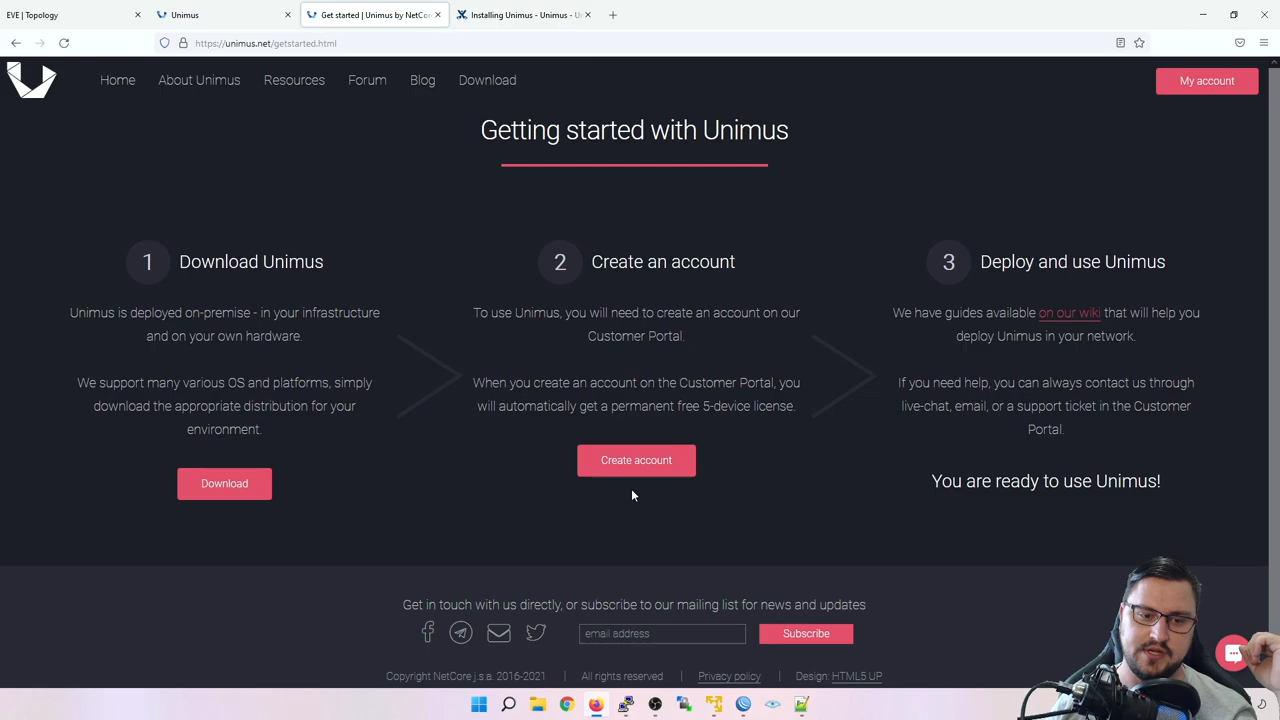 EVE | Topology
Unimus
Get started | Unimus by NetCor
Installing Unimus - Unimus - Un
https://unimus.net/getstarted.html
Home
About Unimus
Resources
Forum
Blog
Download
My account
Getting started with Unimus
1
Download Unimus
Unimus is deployed on-premise - in your infrastructure
and on your own hardware.
We support many various OS and platforms, simply
download the appropriate distribution for your
environment.
Download
2
Create an account
To use Unimus, you will need to create an account on our
Customer Portal.
When you create an account on the Customer Portal, you
will automatically get a permanent free 5-device license.
Create account
3
Deploy and use Unimus
We have guides available on our wiki that will help you
deploy Unimus in your network.
If you need help, you can always contact us through
live-chat, email, or a support ticket in the Customer
Portal.
You are ready to use Unimus!
Get in touch with us directly, or subscribe to our mailing list for news and updates
email address
Subscribe
Copyright NetCore j.s.a. 2016-2021 | All rights reserved | Privacy policy | Design: HTML5 UP